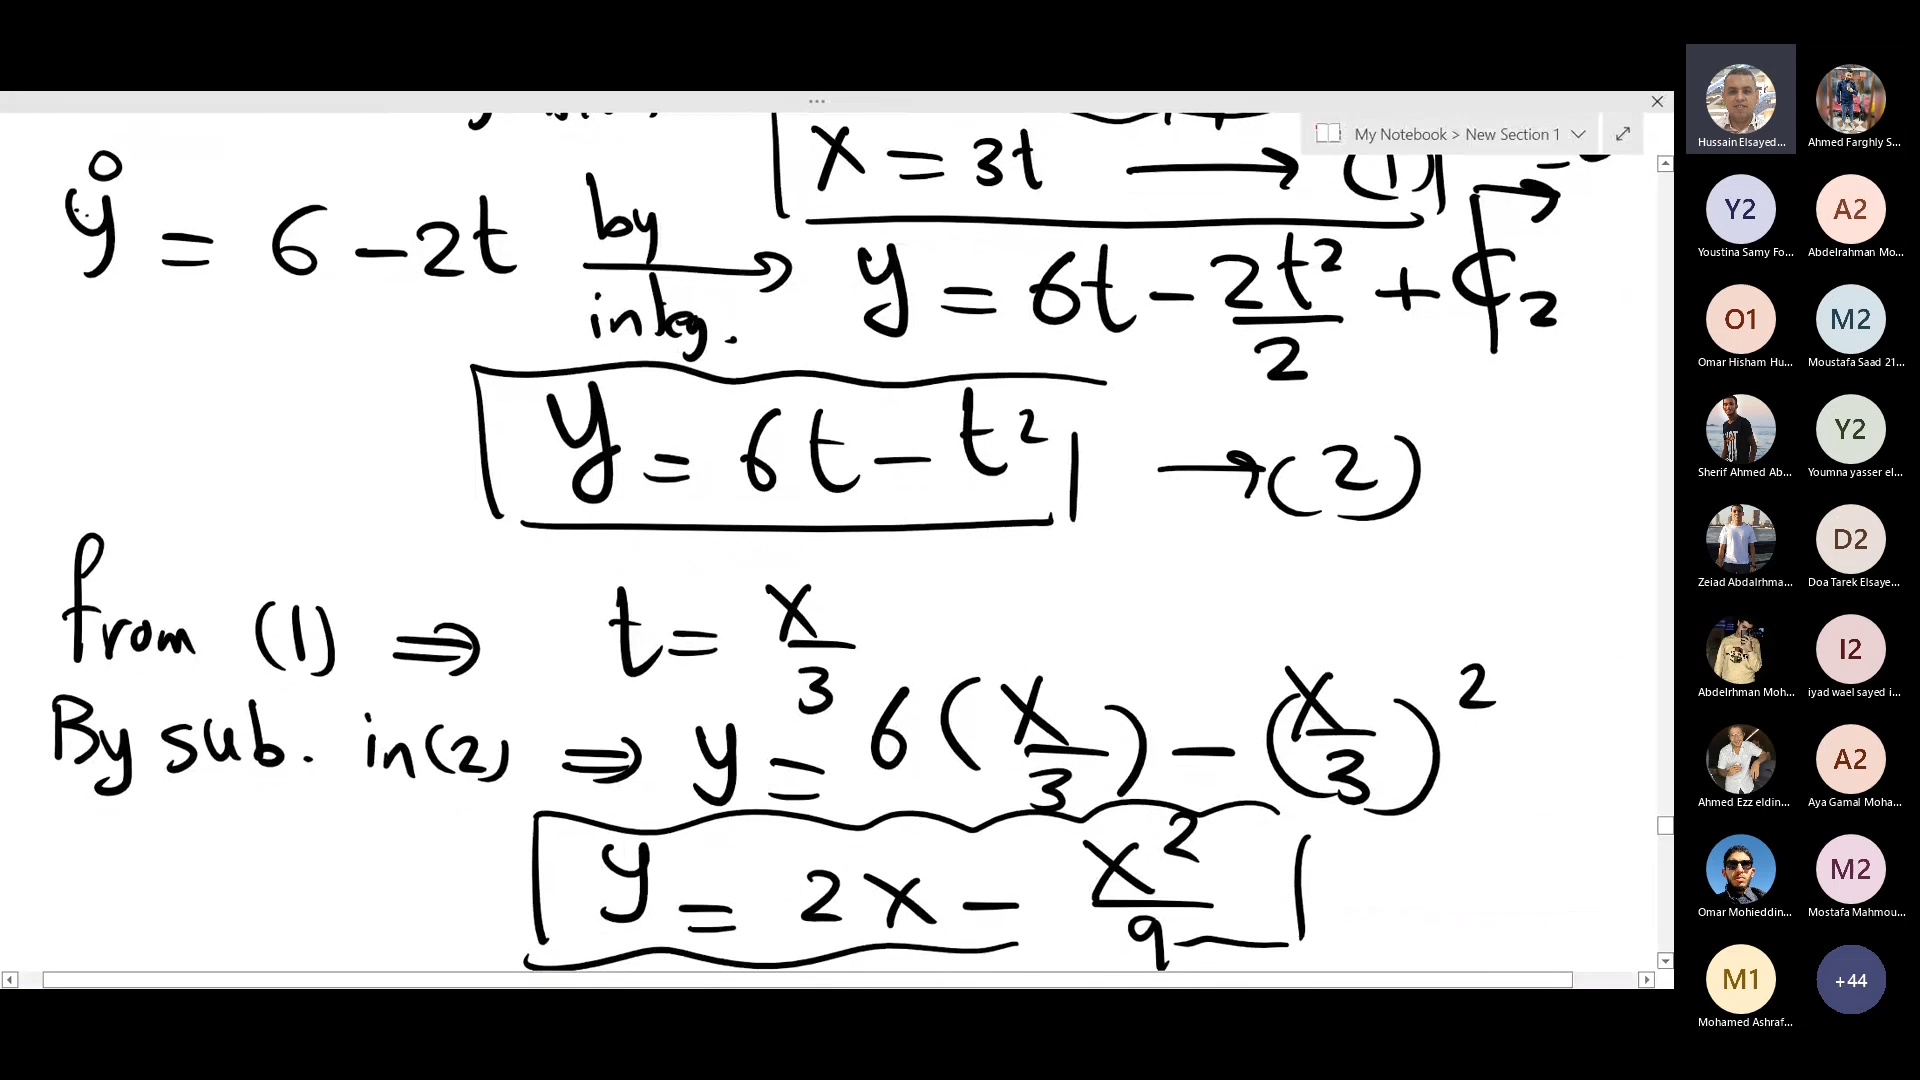 My Notebook > New Section 1
x = 3t → (1)
ẏ = 6 - 2t by integ. → y = 6t - 2t²/2 + C₂ → = 0
y = 6t - t² → (2)
from (1) ⇒ t = x/3
By sub. in (2) ⇒ y = 6(x/3) - (x/3)²
y = 2x - x²/9
Hussain Elsayed...
Ahmed Farghly S...
Y2
Youstina Samy Fo...
A2
Abdelrahman Mo...
O1
Omar Hisham Hu...
M2
Moustafa Saad 21...
Sherif Ahmed Ab...
Y2
Youmna yasser el...
Zeiad Abdalrhma...
D2
Doa Tarek Elsaye...
Abdelrhman Moh...
I2
iyad wael sayed i...
Ahmed Ezz eldin...
A2
Aya Gamal Moha...
Omar Mohieddin...
M2
Mostafa Mahmou...
M1
Mohamed Ashraf...
+44